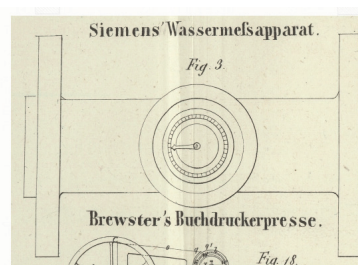 Siemens' Wassermeſsapparat.
Fig. 3.
Brewster's Buchdruckerpresse.
Fig. 18.